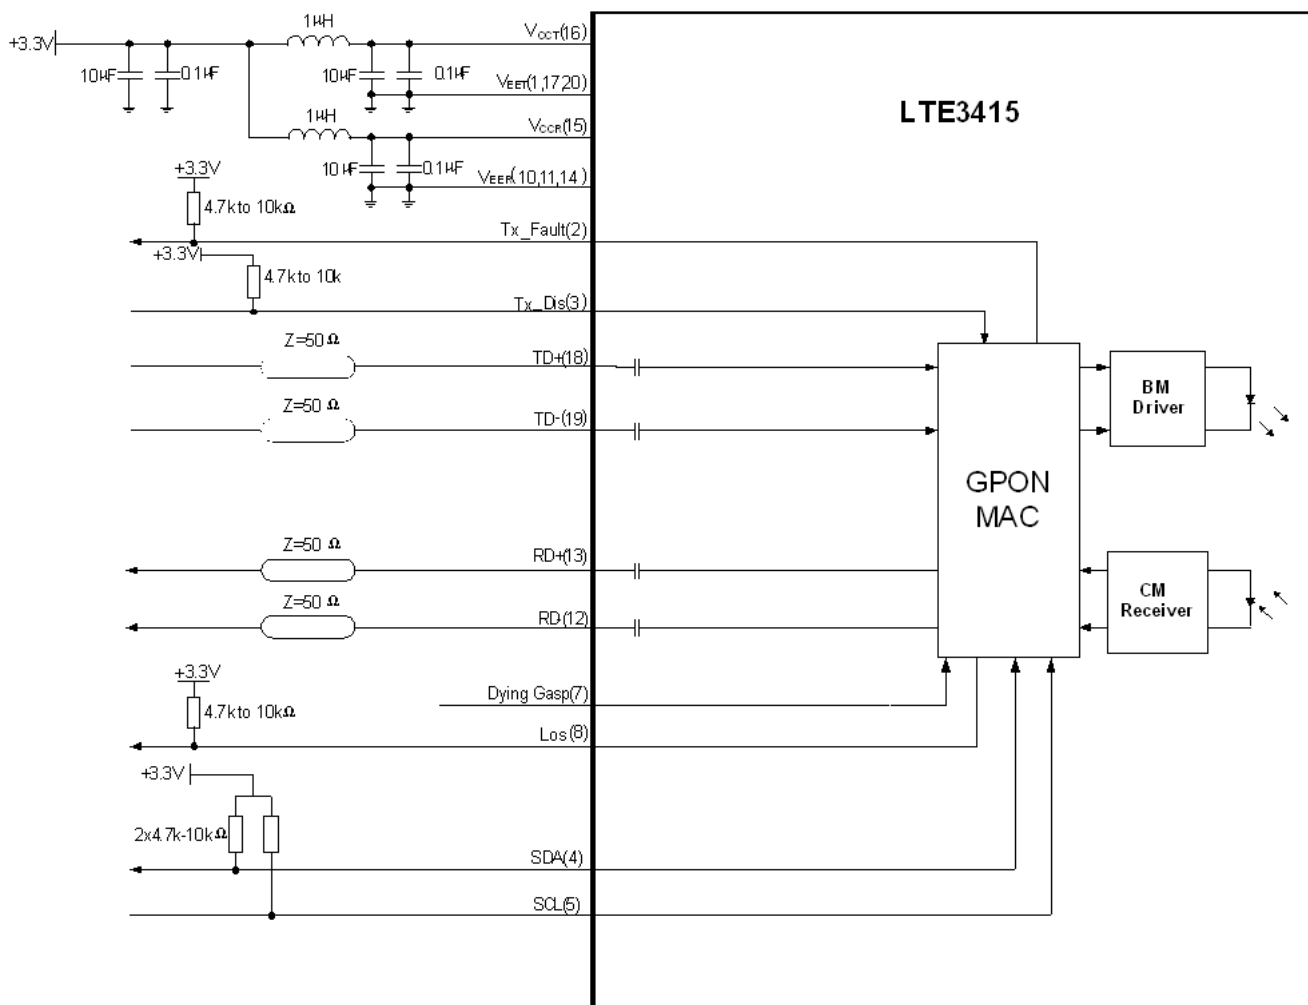 1μH
VCCT(16)
+3.3V
10μF
0.1μF
10μF
0.1μF
VEET(1,17,20)
LTE3415
1μH
VCCR(15)
10μF
0.1μF
VEER(10,11,14)
+3.3V
4.7k to 10kΩ
Tx_Fault(2)
+3.3V
4.7k to 10k
Tx_Dis(3)
Z=50 Ω
TD+(18)
Z=50 Ω
TD-(19)
BM
Driver
GPON
MAC
Z=50 Ω
RD+(13)
Z=50 Ω
RD-(12)
CM
Receiver
+3.3V
4.7k to 10kΩ
Dying Gasp(7)
Los(8)
+3.3V
2x4.7k-10kΩ
SDA(4)
SCL(5)